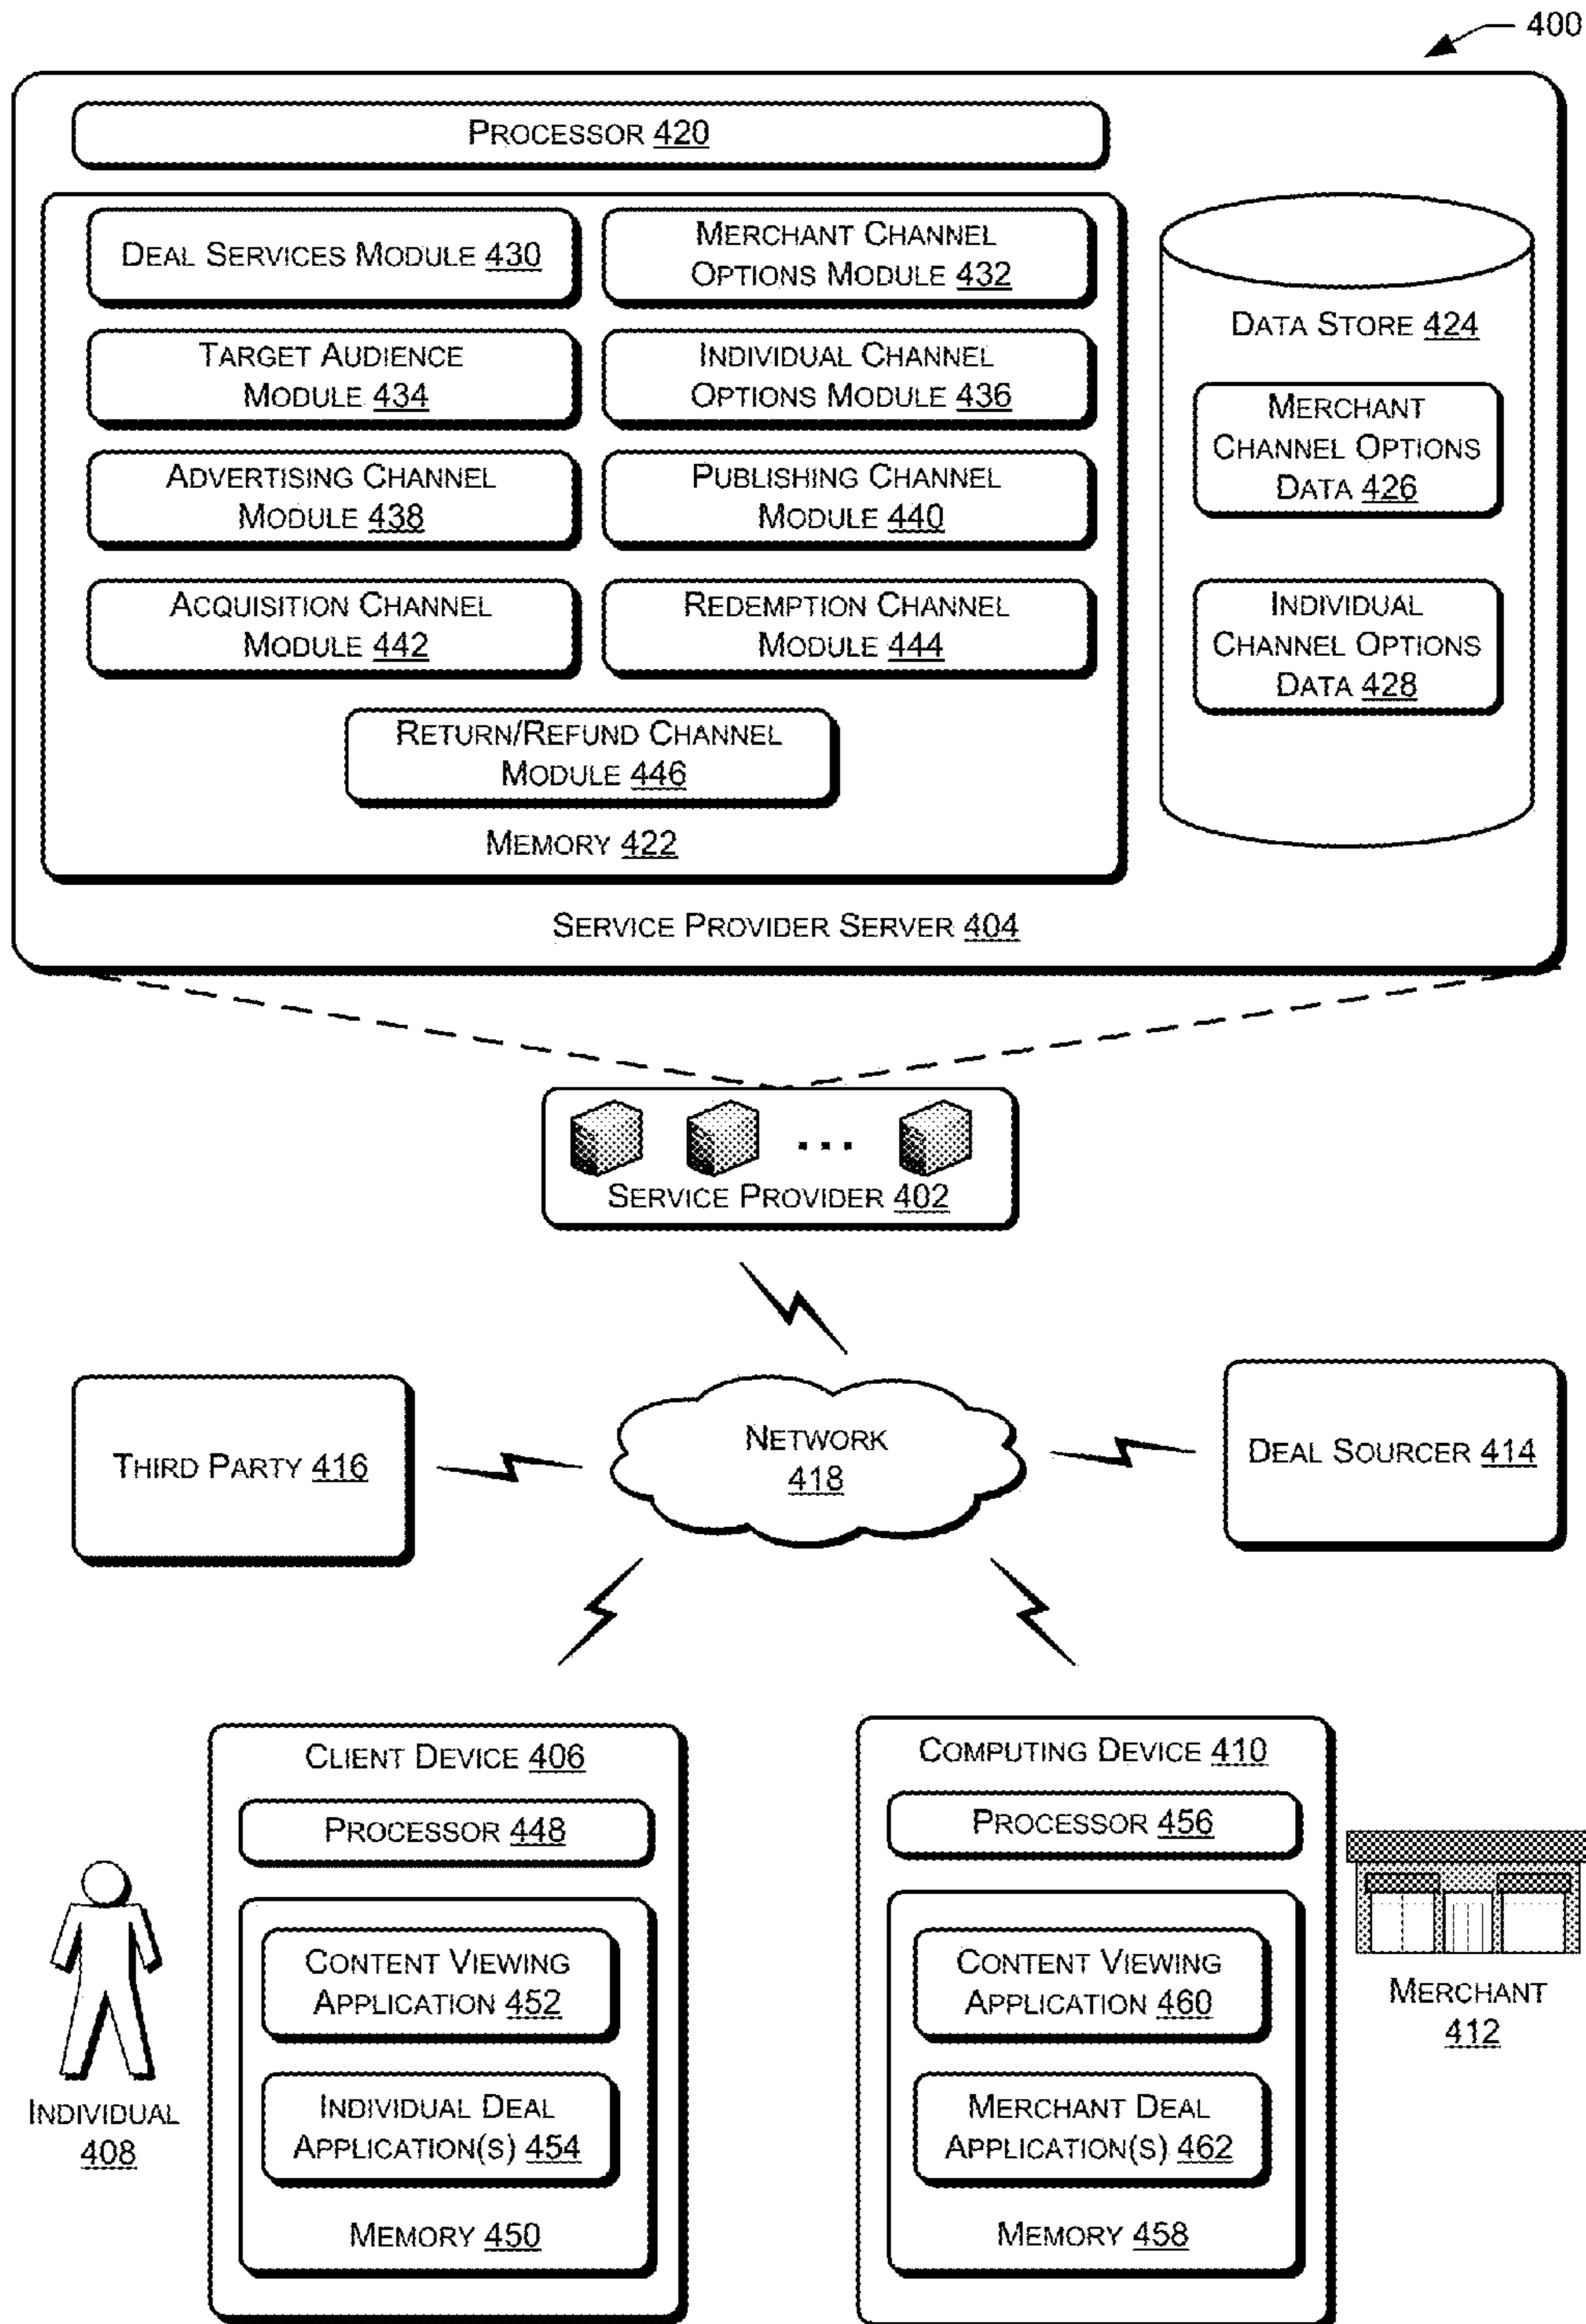 400
PROCESSOR 420
DEAL SERVICES MODULE 430
MERCHANT CHANNEL
OPTIONS MODULE 432
TARGET AUDIENCE
MODULE 434
INDIVIDUAL CHANNEL
OPTIONS MODULE 436
ADVERTISING CHANNEL
MODULE 438
PUBLISHING CHANNEL
MODULE 440
ACQUISITION CHANNEL
MODULE 442
REDEMPTION CHANNEL
MODULE 444
RETURN/REFUND CHANNEL
MODULE 446
MEMORY 422
DATA STORE 424
MERCHANT
CHANNEL OPTIONS
DATA 426
INDIVIDUAL
CHANNEL OPTIONS
DATA 428
SERVICE PROVIDER SERVER 404
...
SERVICE PROVIDER 402
THIRD PARTY 416
NETWORK
418
DEAL SOURCER 414
CLIENT DEVICE 406
PROCESSOR 448
CONTENT VIEWING
APPLICATION 452
INDIVIDUAL DEAL
APPLICATION(S) 454
MEMORY 450
INDIVIDUAL
408
COMPUTING DEVICE 410
PROCESSOR 456
CONTENT VIEWING
APPLICATION 460
MERCHANT DEAL
APPLICATION(S) 462
MEMORY 458
MERCHANT
412